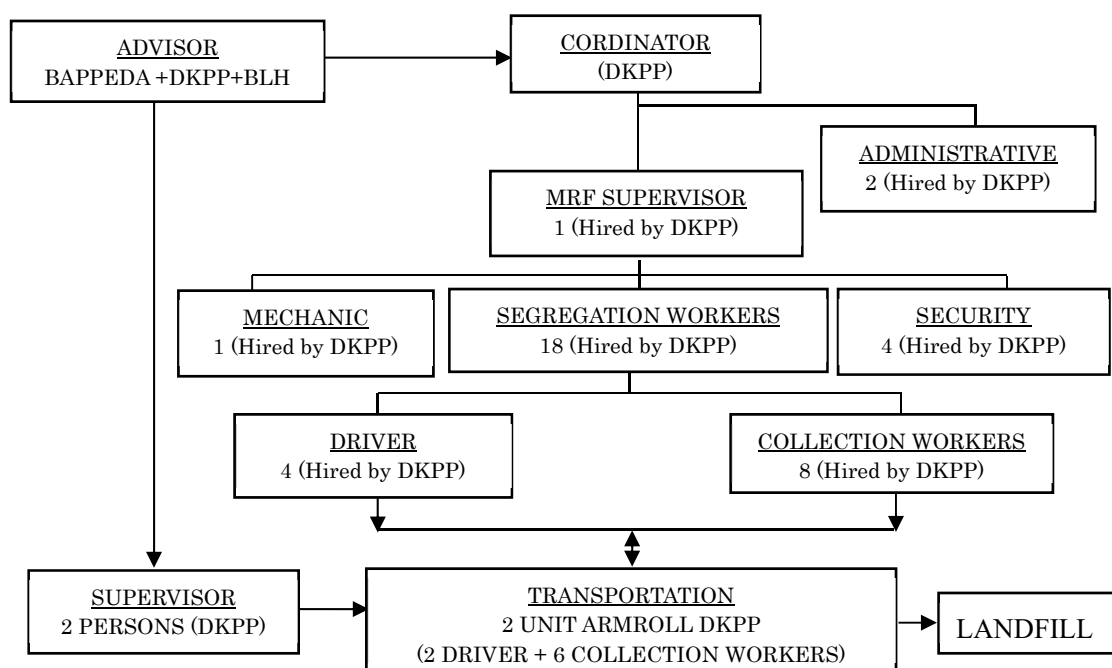 ADVISOR
BAPPEDA +DKPP+BLH
CORDINATOR
(DKPP)
ADMINISTRATIVE
2 (Hired by DKPP)
MRF SUPERVISOR
1 (Hired by DKPP)
MECHANIC
1 (Hired by DKPP)
SEGREGATION WORKERS
18 (Hired by DKPP)
SECURITY
4 (Hired by DKPP)
DRIVER
4 (Hired by DKPP)
COLLECTION WORKERS
8 (Hired by DKPP)
SUPERVISOR
2 PERSONS (DKPP)
TRANSPORTATION
2 UNIT ARMROLL DKPP
(2 DRIVER + 6 COLLECTION WORKERS)
LANDFILL